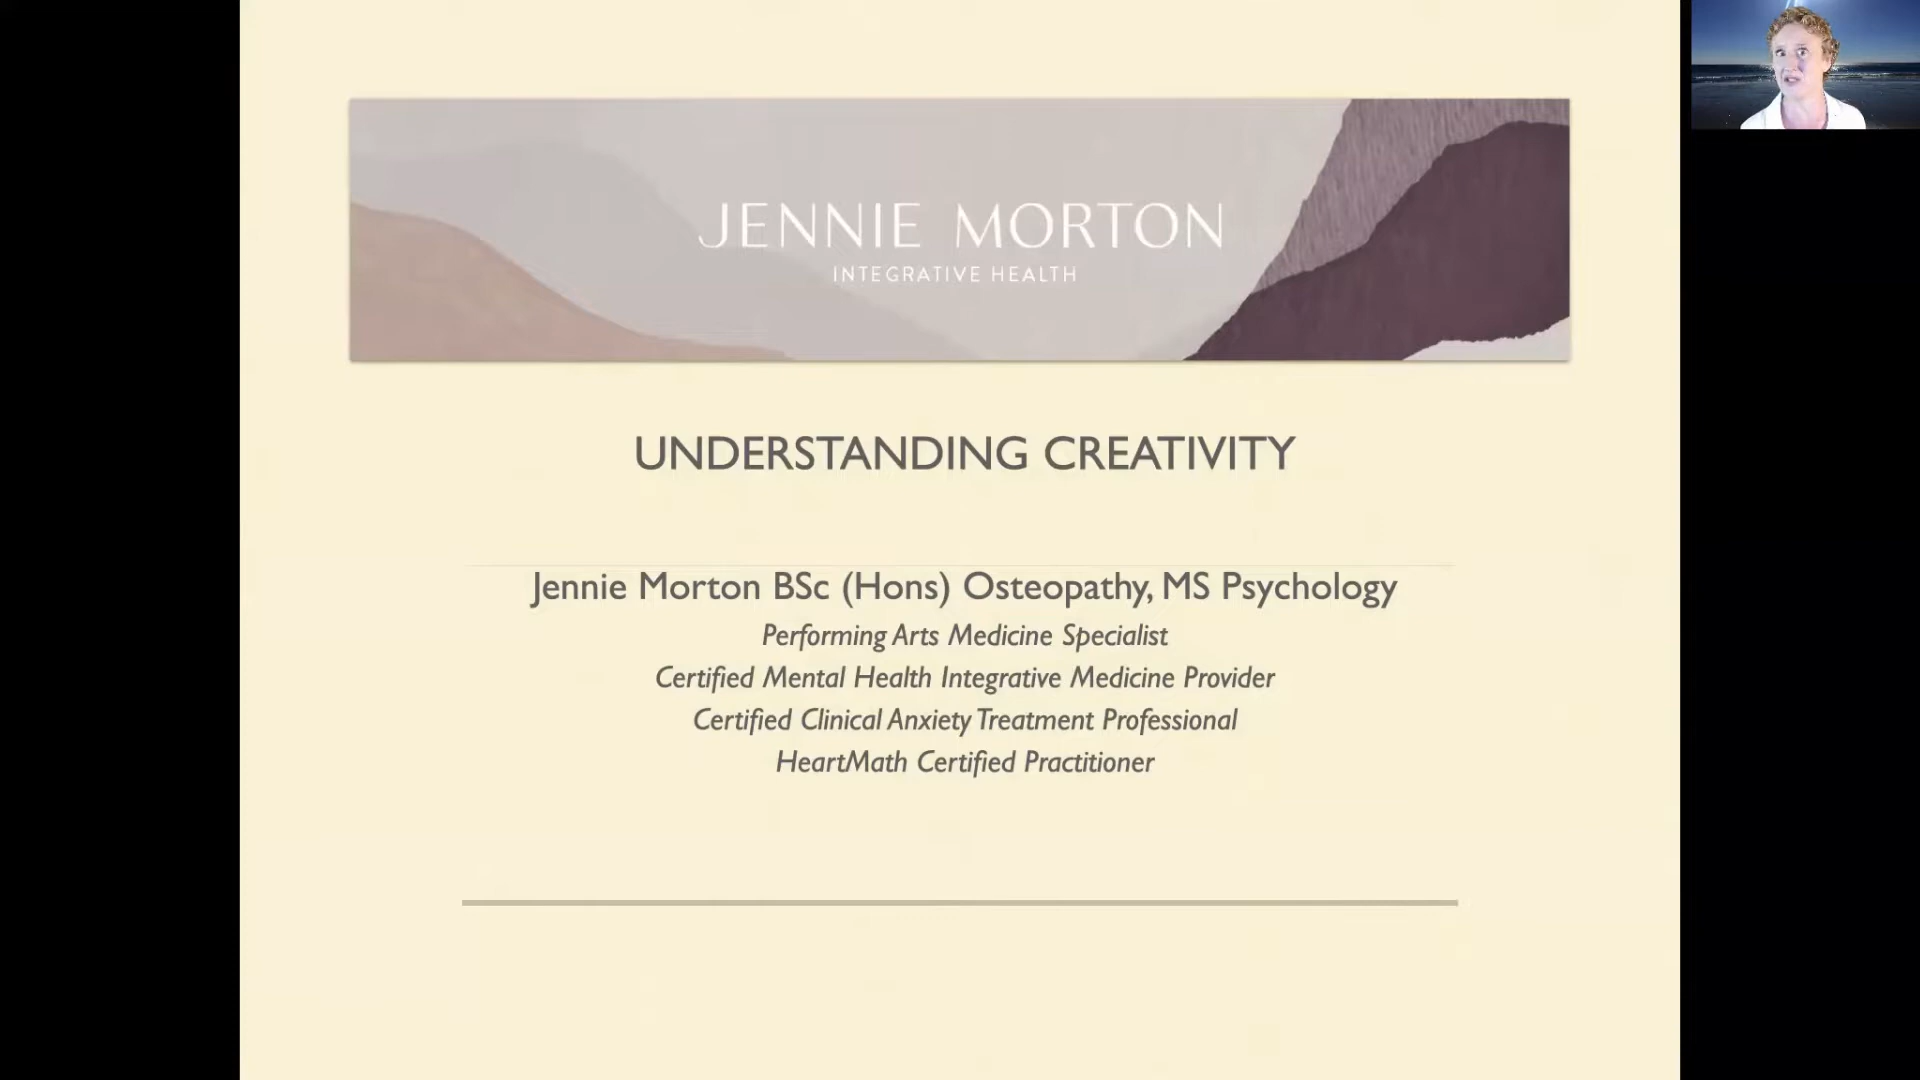 JENNIE MORTON
INTEGRATIVE HEALTH
UNDERSTANDING CREATIVITY
Jennie Morton BSc (Hons) Osteopathy, MS Psychology
Performing Arts Medicine Specialist
Certified Mental Health Integrative Medicine Provider
Certified Clinical Anxiety Treatment Professional
HeartMath Certified Practitioner